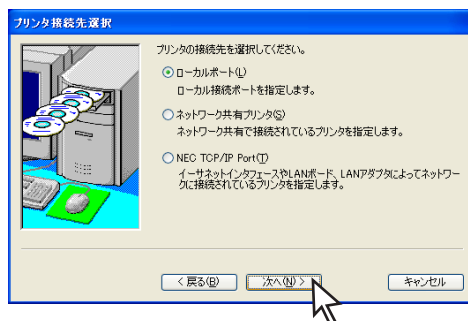 プリンタ接続先選択
プリンタの接続先を選択してください。
ローカルポート(L)
ローカル接続ポートを指定します。
ネットワーク共有プリンタ(S)
ネットワーク共有で接続されているプリンタを指定します。
NEC TCP/IP Port(T)
イーサネットインタフェースやLANボード、LANアダプタによってネットワー
クに接続されているプリンタを指定します。
< 戻る(B)
次へ(N) >
キャンセル